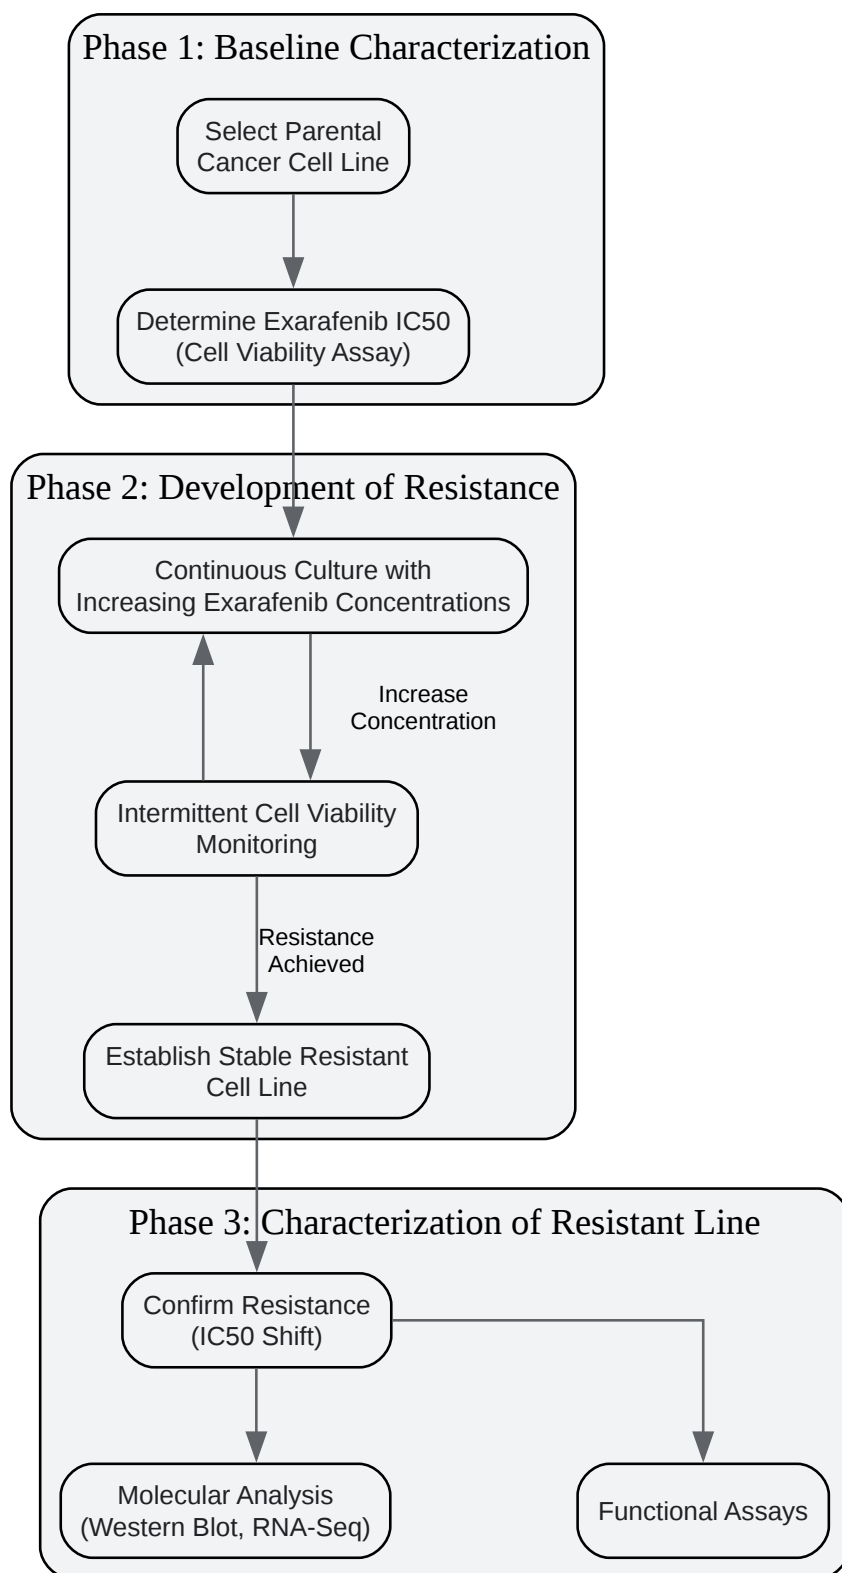 Phase 1: Baseline Characterization
Select Parental
Cancer Cell Line
Determine Exarafenib IC50
(Cell Viability Assay)
Phase 2: Development of Resistance
Continuous Culture with
Increasing Exarafenib Concentrations
Increase
Concentration
Intermittent Cell Viability
Monitoring
Resistance
Achieved
Establish Stable Resistant
Cell Line
Phase 3: Characterization of Resistant Line
Confirm Resistance
(IC50 Shift)
Molecular Analysis
(Western Blot, RNA-Seq)
Functional Assays